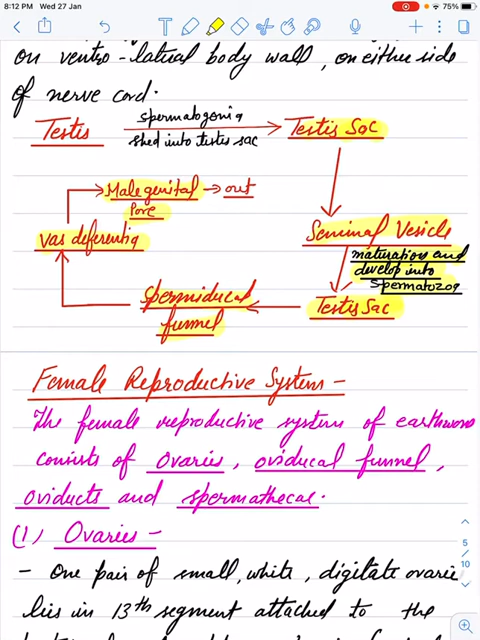 8:12 PM Wed 27 Jan
75%
on ventro-latural body wall, on either side
of nerve cord.
Testis spermatogonia shed into testis sac Testis Sac
Male genital Pore → out
Vas deferentia
Seminal Vesicle
maturation and
develop into
spermatozoa
Spermiducal
funnel
Testis Sac
Female Reproductive System -
The female reproductive system of earthworm
consists of ovaries, oviducal funnel,
oviducts and spermathecae.
(1) Ovaries -
- One pair of small, white, digitate ovarie
lies in 13th segment attached to the
5
10